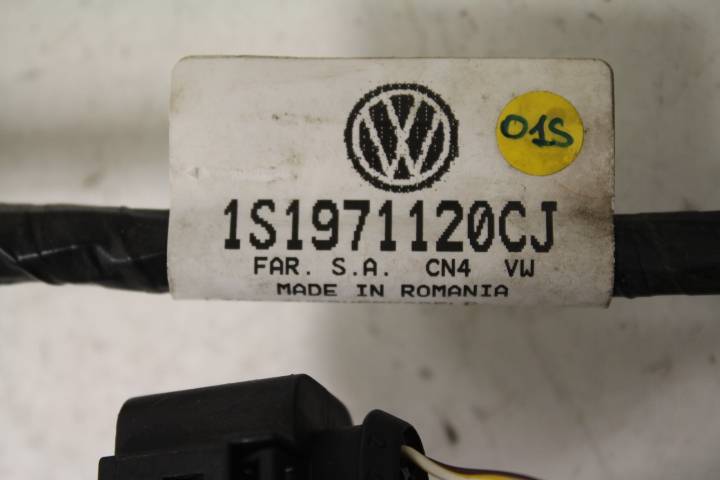 01S
1S1971120CJ
FAR. S.A. CN4 VW
MADE IN ROMANIA